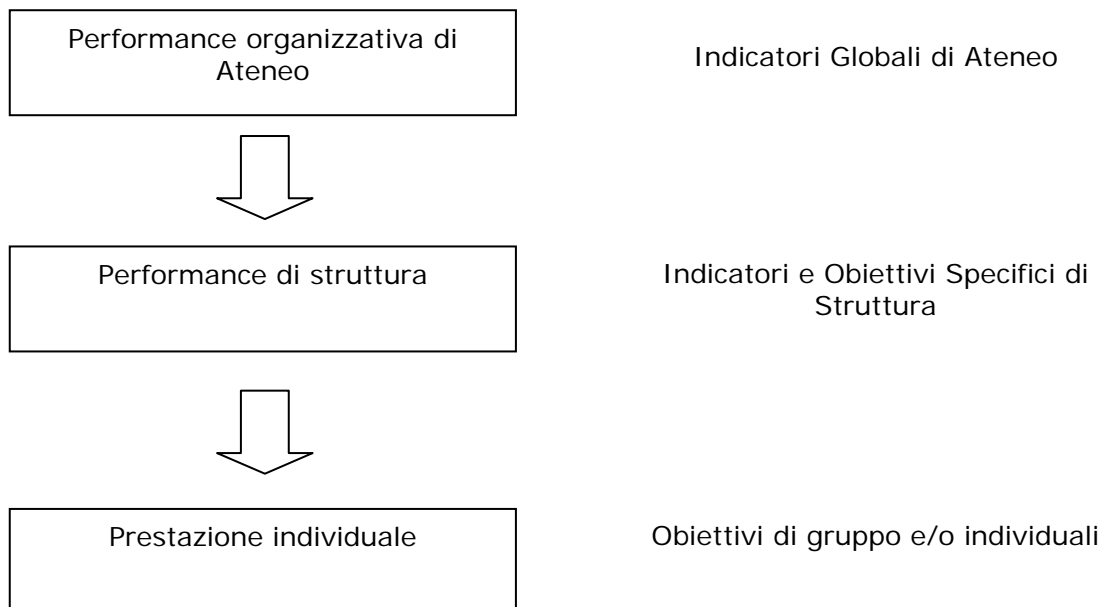 Performance organizzativa di
Ateneo
Indicatori Globali di Ateneo
Performance di struttura
Indicatori e Obiettivi Specifici di
Struttura
Prestazione individuale
Obiettivi di gruppo e/o individuali